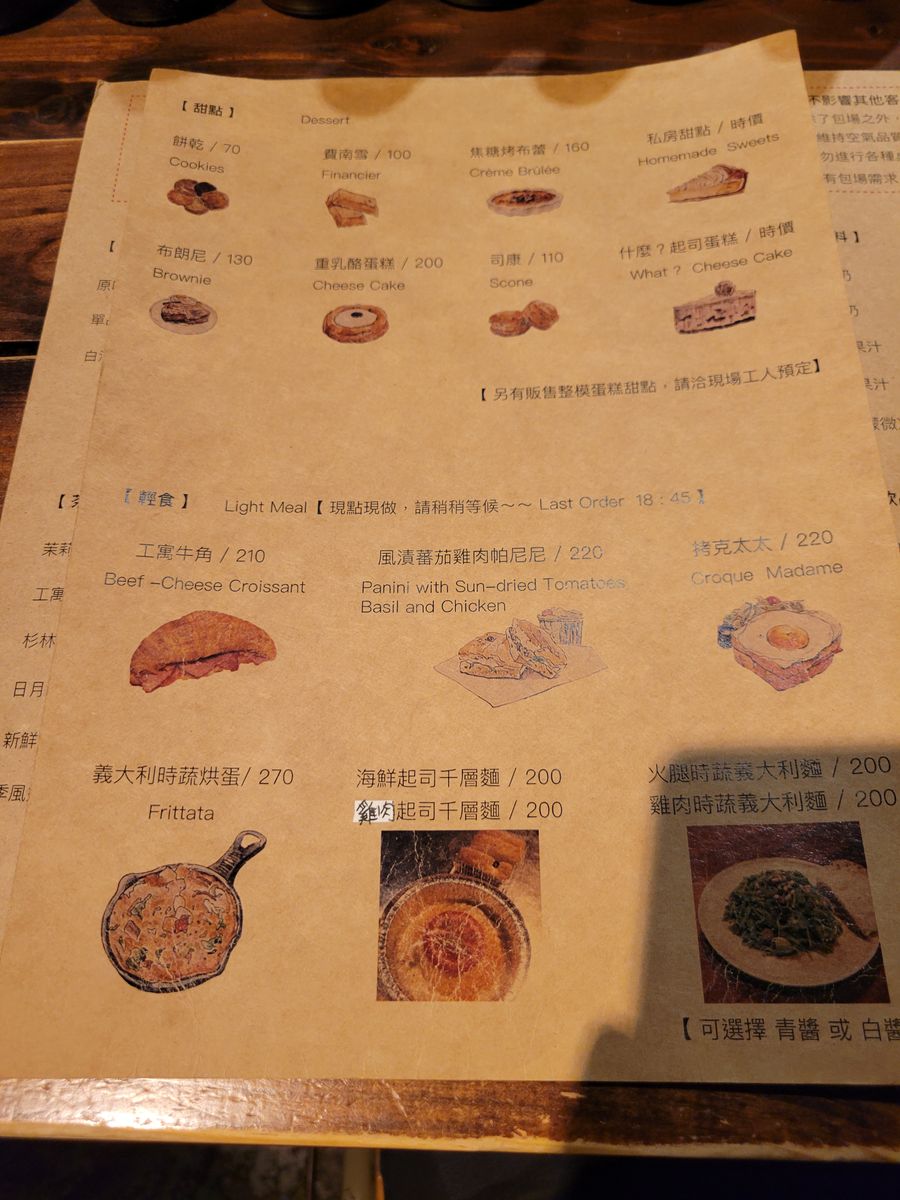 【 甜點 】
Dessert
餅乾 / 70
Cookies
費南雪 / 100
Financier
焦糖烤布蕾 / 160
Créme Brûlée
私房甜點 / 時價
Homemade Sweets
布朗尼 / 130
Brownie
重乳酪蛋糕 / 200
Cheese Cake
司康 / 110
Scone
什麼？起司蛋糕 / 時價
What ? Cheese Cake
【 另有販售整模蛋糕甜點，請洽現場工人預定】
【 輕食 】
Light Meal【 現點現做，請稍稍等候～～ Last Order 18 : 45 】
工寓牛角 / 210
Beef -Cheese Croissant
風漬蕃茄雞肉帕尼尼 / 220
Panini with Sun-dried Tomatoes
Basil and Chicken
拷克太太 / 220
Croque Madame
義大利時蔬烘蛋/ 270
Frittata
海鮮起司千層麵 / 200
雞肉起司千層麵 / 200
火腿時蔬義大利麵 / 200
雞肉時蔬義大利麵 / 200
【 可選擇 青醬 或 白醬
不影響其他客
了包場之外，
維持空氣品質
勿進行各種
有包場需求
料 】
奶
果汁
果汁
【
原
單
白
【
茉莉
工寓
杉林
日月
新鮮
季風